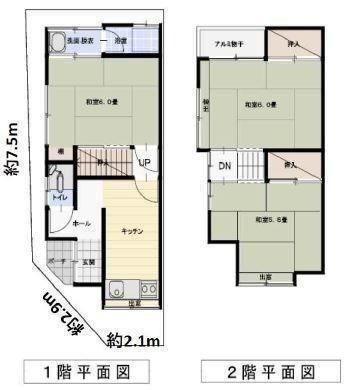 洗面・脱衣
浴室
和室6.0畳
棚
押入
UP
トイレ
ホール
キッチン
ポーチ
玄関
出窓
約7.5m
約2.9m
約2.1m
1階平面図
アルミ物干
押入
和室6.0畳
DN
押入
和室5.5畳
出窓
2階平面図